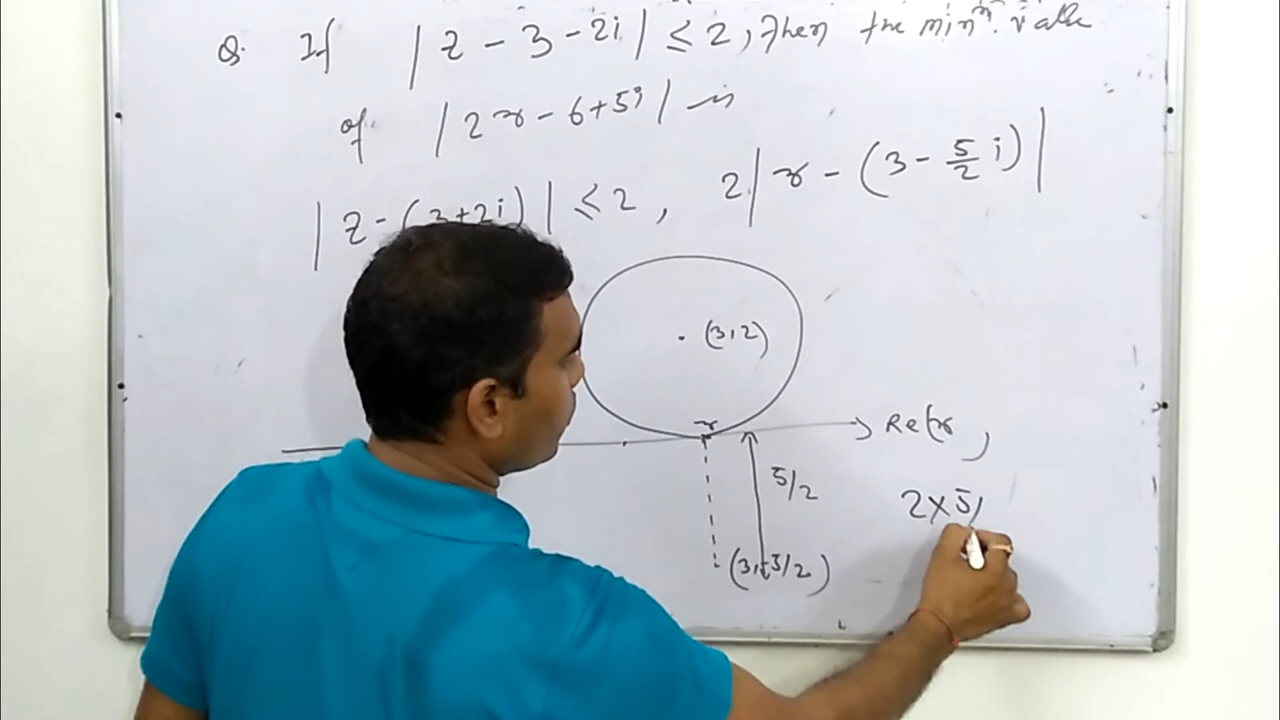 Q. If |z - 3 - 2i| ≤ 2, then the minᵐ. value
of |2z - 6 + 5i| is
|z - (3+2i)| ≤ 2, 2|z - (3 - 5/2 i)|
(3, 2)
z
Re(z)
5/2
2 × 5/
(3, -5/2)